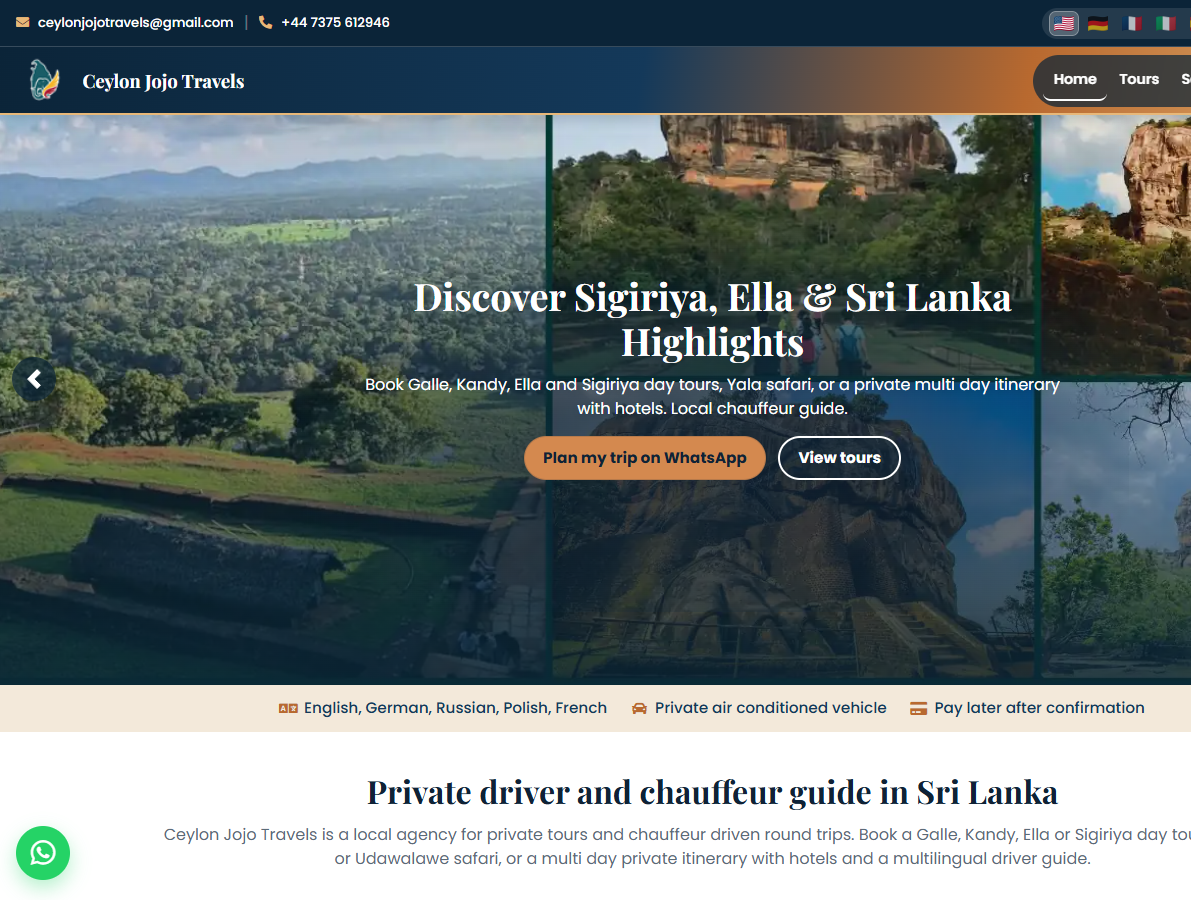 ceylonjojotravels@gmail.com | +44 7375 612946
Ceylon Jojo Travels
Home Tours
Discover Sigiriya, Ella & Sri Lanka
Highlights
Book Galle, Kandy, Ella and Sigiriya day tours, Yala safari, or a private multi day itinerary
with hotels. Local chauffeur guide.
Plan my trip on WhatsApp View tours
English, German, Russian, Polish, French Private air conditioned vehicle Pay later after confirmation
Private driver and chauffeur guide in Sri Lanka
Ceylon Jojo Travels is a local agency for private tours and chauffeur driven round trips. Book a Galle, Kandy, Ella or Sigiriya day
or Udawalawe safari, or a multi day private itinerary with hotels and a multilingual driver guide.